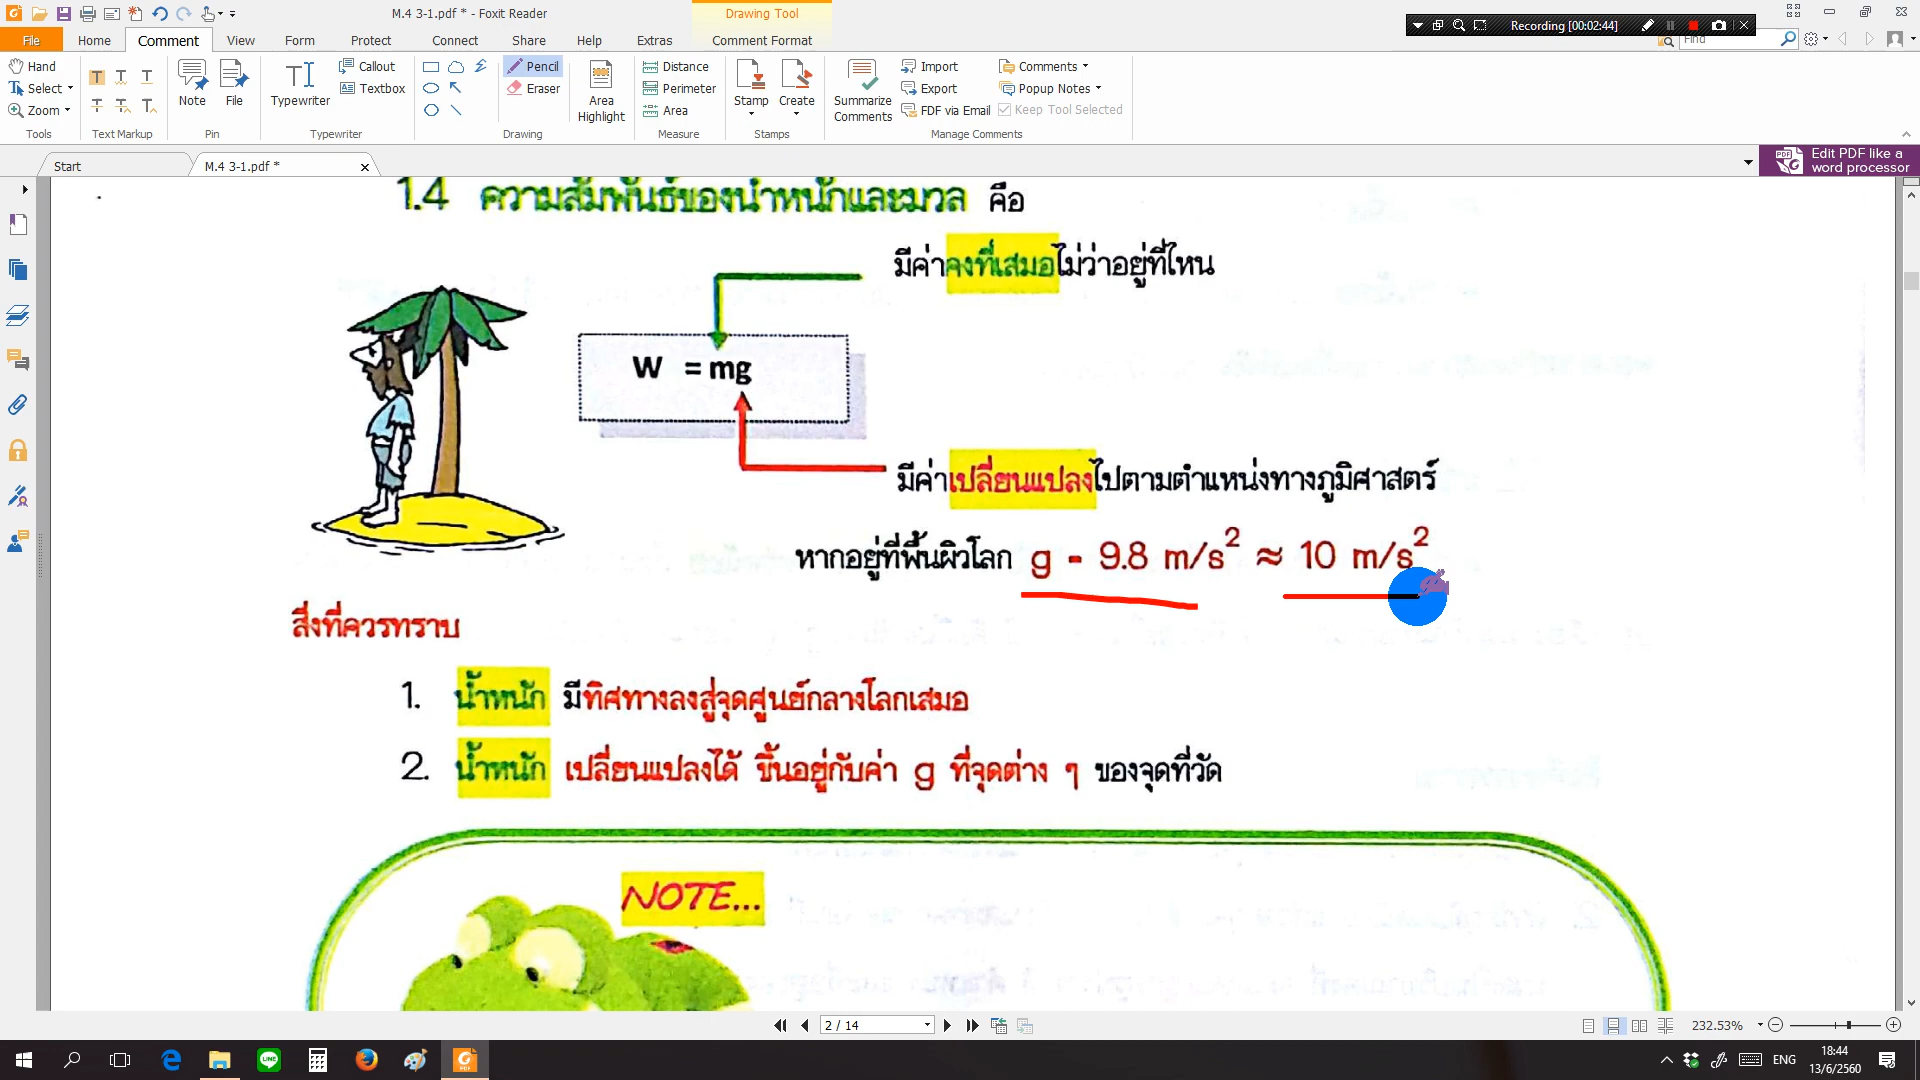 M.4 3-1.pdf * - Foxit Reader
Drawing Tool
Recording [00:02:44]
File Home Comment View Form Protect Connect Share Help Extras Comment Format
Find
Hand
Select
Zoom
Tools
Text Markup
Note
File
Pin
Typewriter
Callout
Textbox
Typewriter
Pencil
Eraser
Drawing
Area Highlight
Distance
Perimeter
Area
Measure
Stamp
Create
Stamps
Summarize Comments
Import
Export
FDF via Email
Comments
Popup Notes
Keep Tool Selected
Manage Comments
Start
M.4 3-1.pdf *
Edit PDF like a
word processor
1.4 ความสัมพันธ์ของน้ำหนักและมวล คือ
มีค่าคงที่เสมอไม่ว่าอยู่ที่ไหน
W = mg
มีค่าเปลี่ยนแปลงไปตามตำแหน่งทางภูมิศาสตร์
หากอยู่ที่พื้นผิวโลก g - 9.8 m/s² ≈ 10 m/s²
สิ่งที่ควรทราบ
1. น้ำหนัก มีทิศทางลงสู่จุดศูนย์กลางโลกเสมอ
2. น้ำหนัก เปลี่ยนแปลงได้ ขึ้นอยู่กับค่า g ที่จุดต่าง ๆ ของจุดที่วัด
NOTE...
2 / 14
232.53%
ENG
18:44
13/6/2560